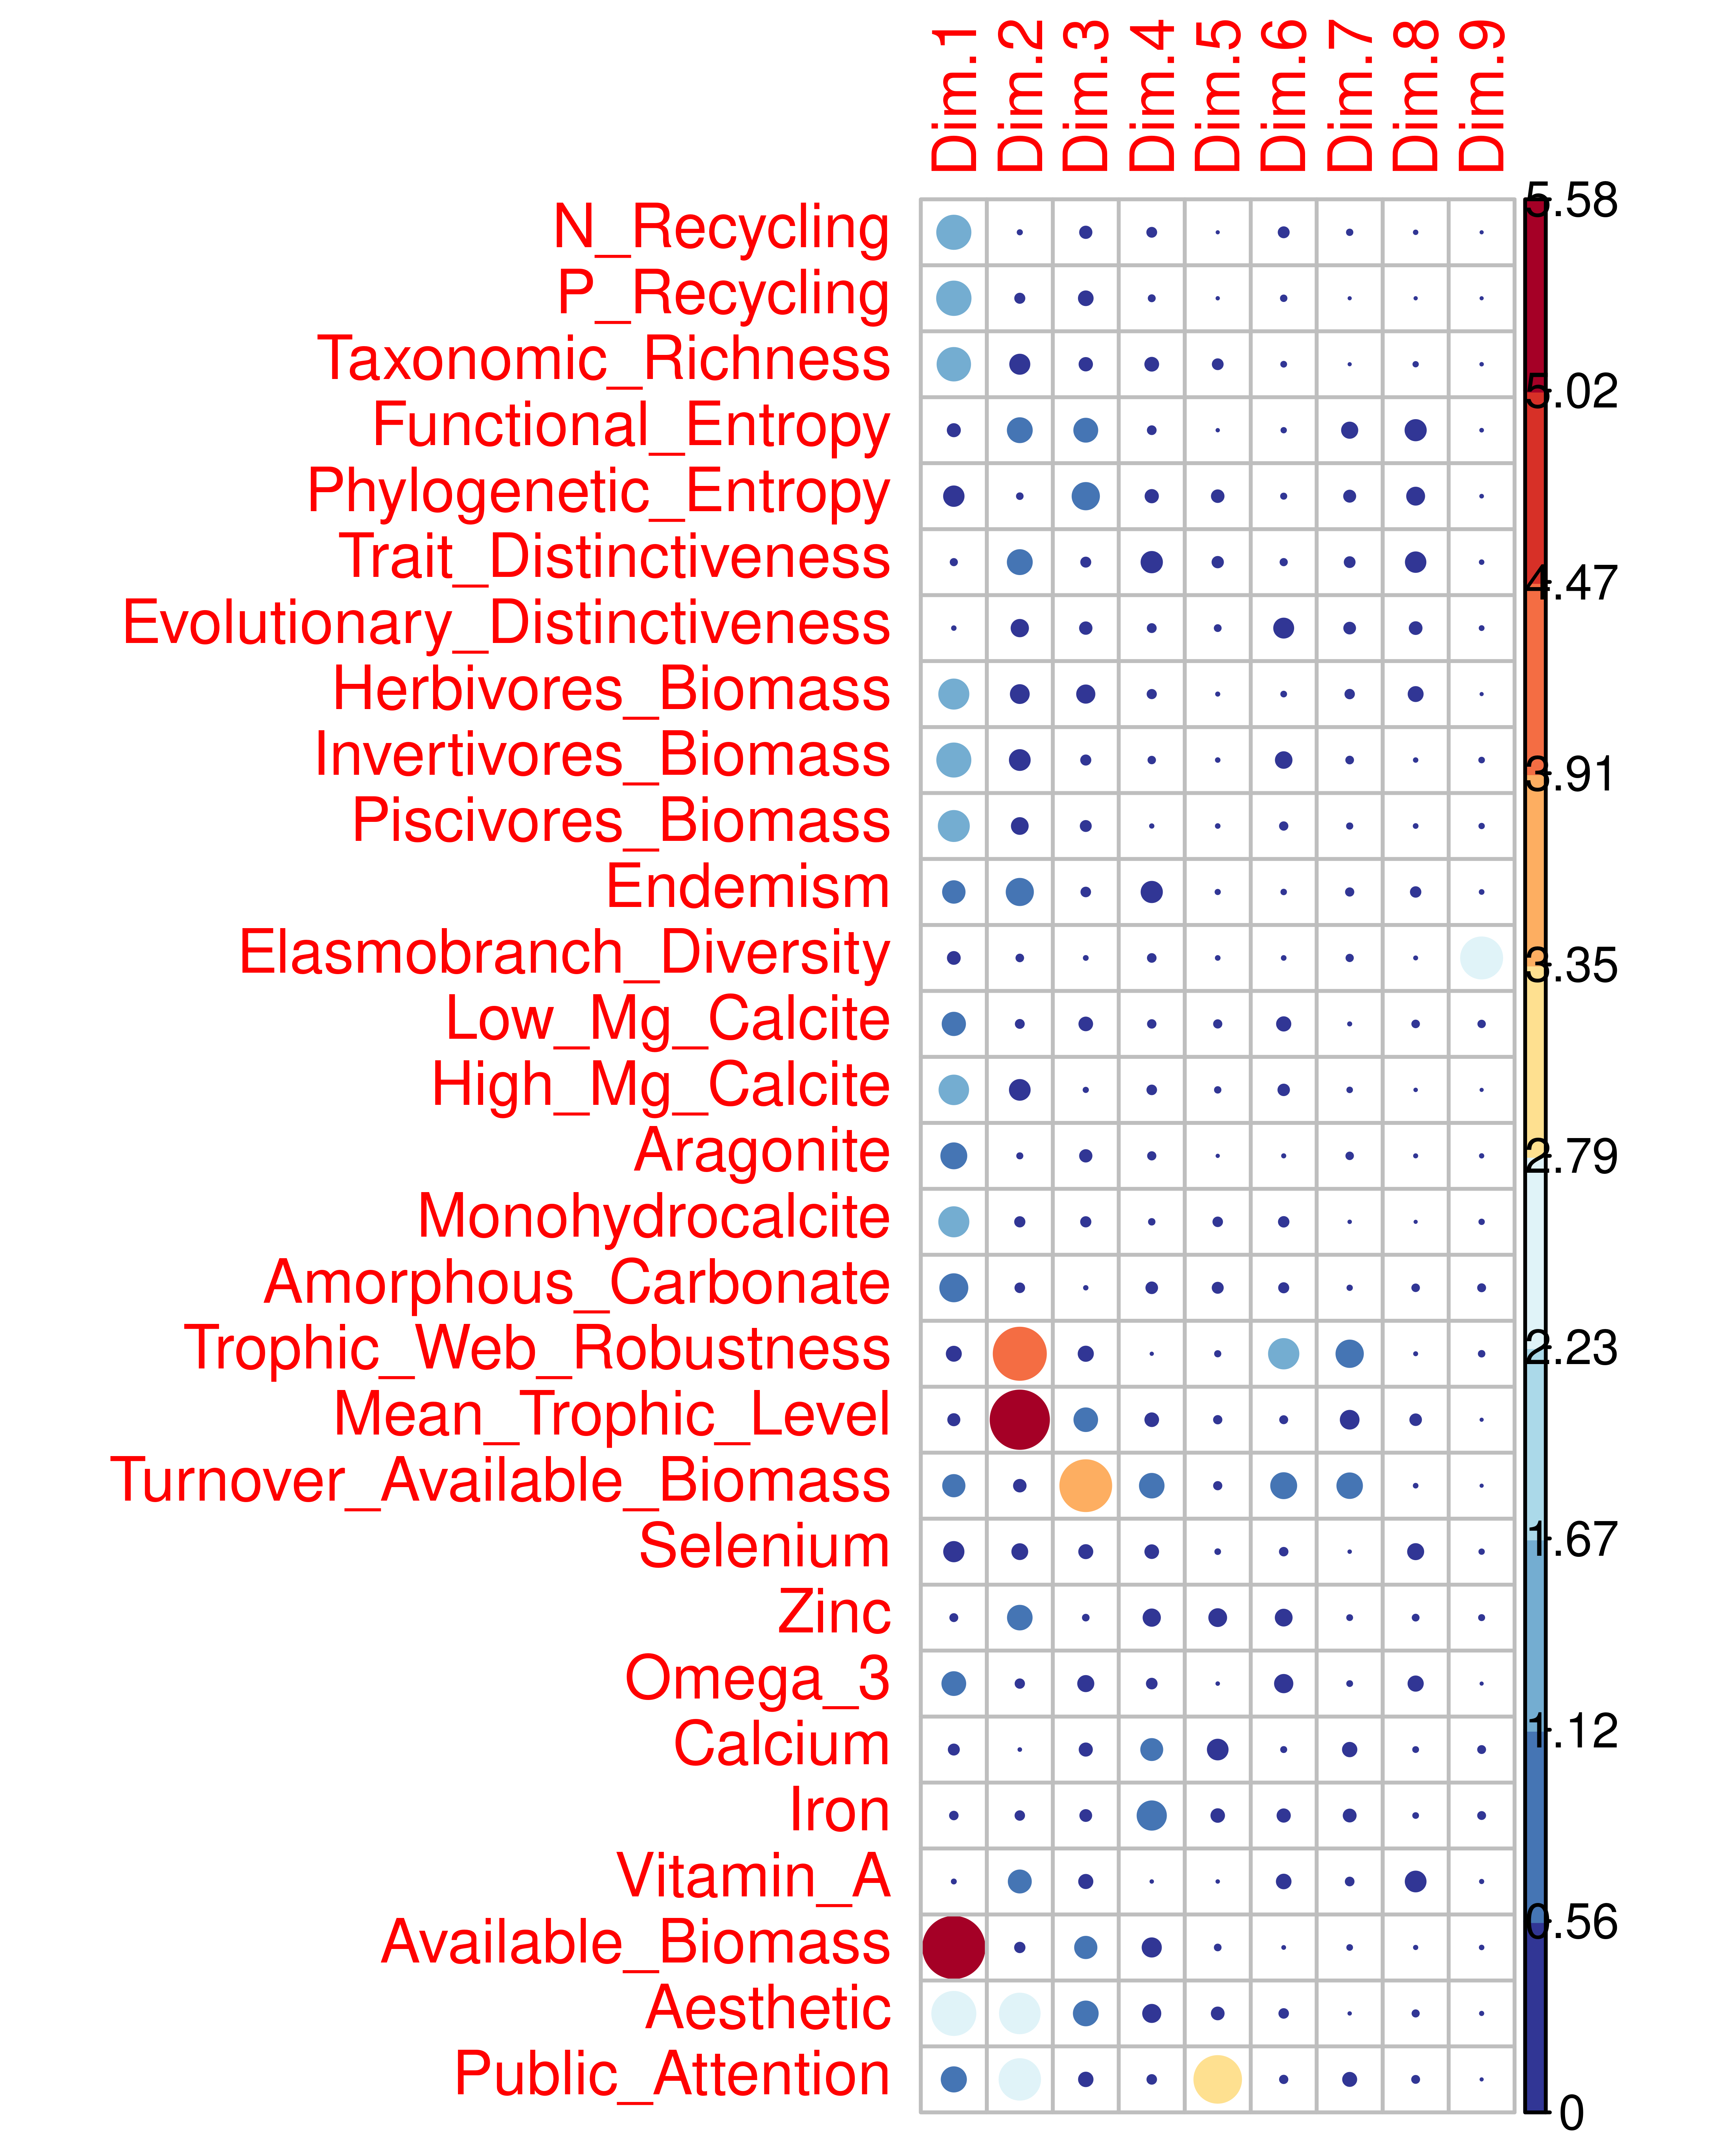 Dim.1 Dim.2 Dim.3 Dim.4 Dim.5 Dim.6 Dim.7 Dim.8 Dim.9
N_Recycling
P_Recycling
Taxonomic_Richness
Functional_Entropy
Phylogenetic_Entropy
Trait_Distinctiveness
Evolutionary_Distinctiveness
Herbivores_Biomass
Invertivores_Biomass
Piscivores_Biomass
Endemism
Elasmobranch_Diversity
Low_Mg_Calcite
High_Mg_Calcite
Aragonite
Monohydrocalcite
Amorphous_Carbonate
Trophic_Web_Robustness
Mean_Trophic_Level
Turnover_Available_Biomass
Selenium
Zinc
Omega_3
Calcium
Iron
Vitamin_A
Available_Biomass
Aesthetic
Public_Attention
5.58
5.02
4.47
3.91
3.35
2.79
2.23
1.67
1.12
0.56
0